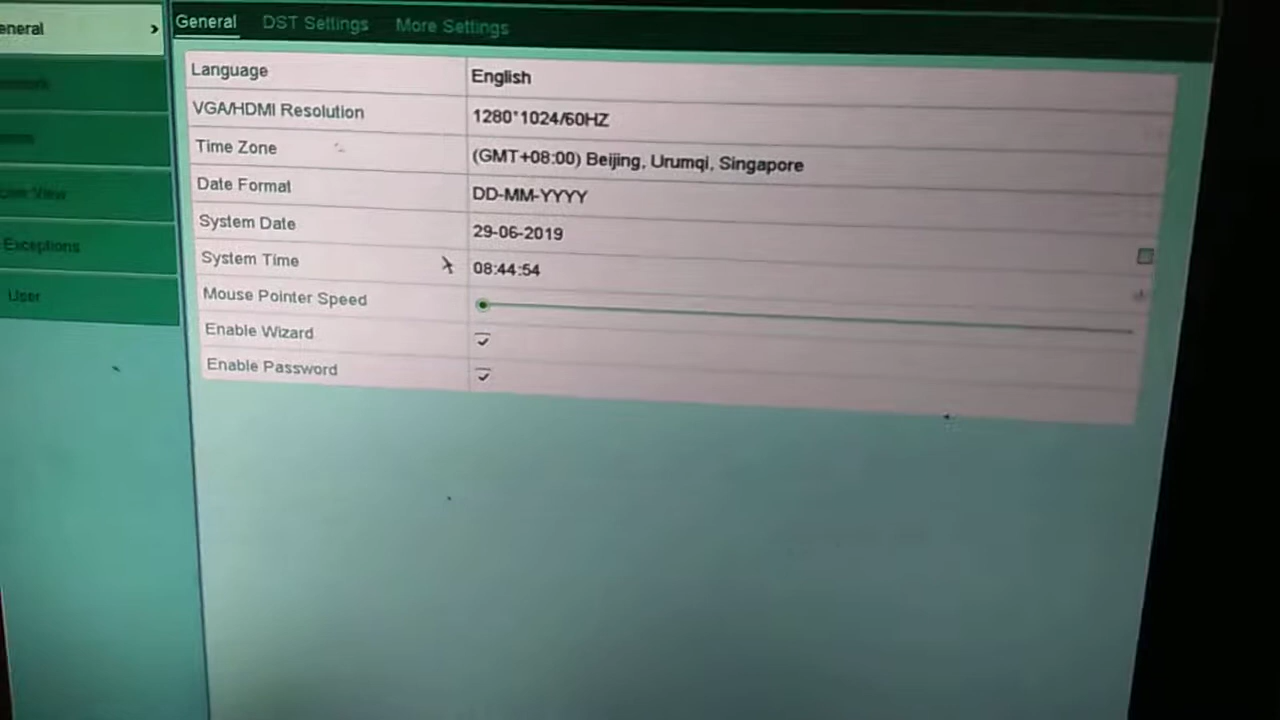 eneral
General DST Settings More Settings
Language English
VGA/HDMI Resolution 1280*1024/60HZ
Time Zone (GMT+08:00) Beijing, Urumqi, Singapore
Date Format DD-MM-YYYY
System Date 29-06-2019
System Time 08:44:54
Mouse Pointer Speed
Enable Wizard
Enable Password
View
Exceptions
User